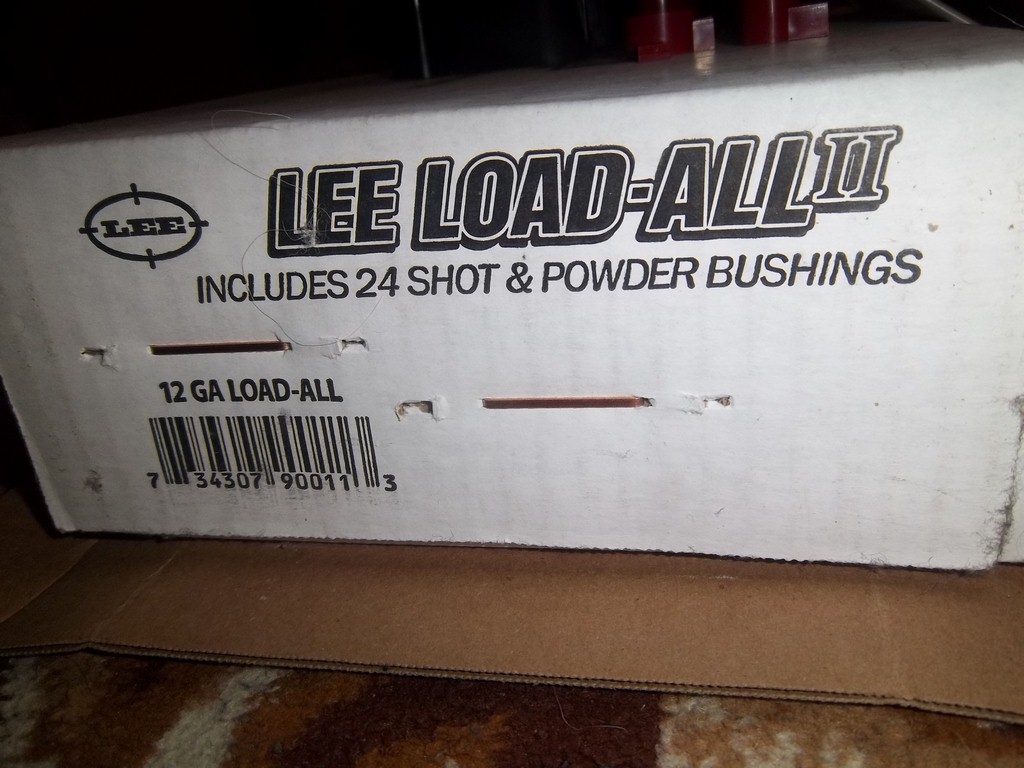 LEE
LEE LOAD-ALL II
INCLUDES 24 SHOT & POWDER BUSHINGS
12 GA LOAD-ALL
7 34307 90011 3